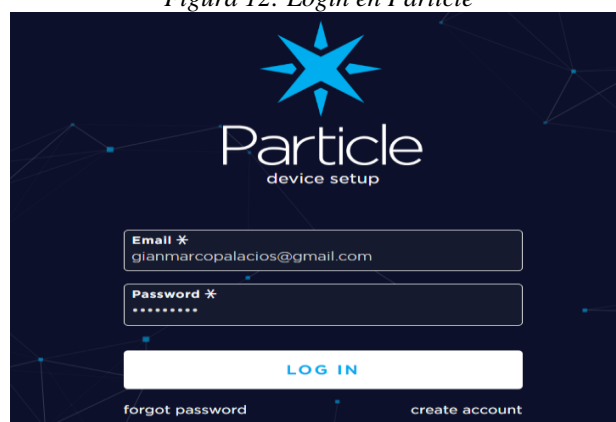 Figura 12: Login en Particle
Particle
device setup
Email *
gianmarcopalacios@gmail.com
Password *
•••••••••
LOG IN
forgot password create account